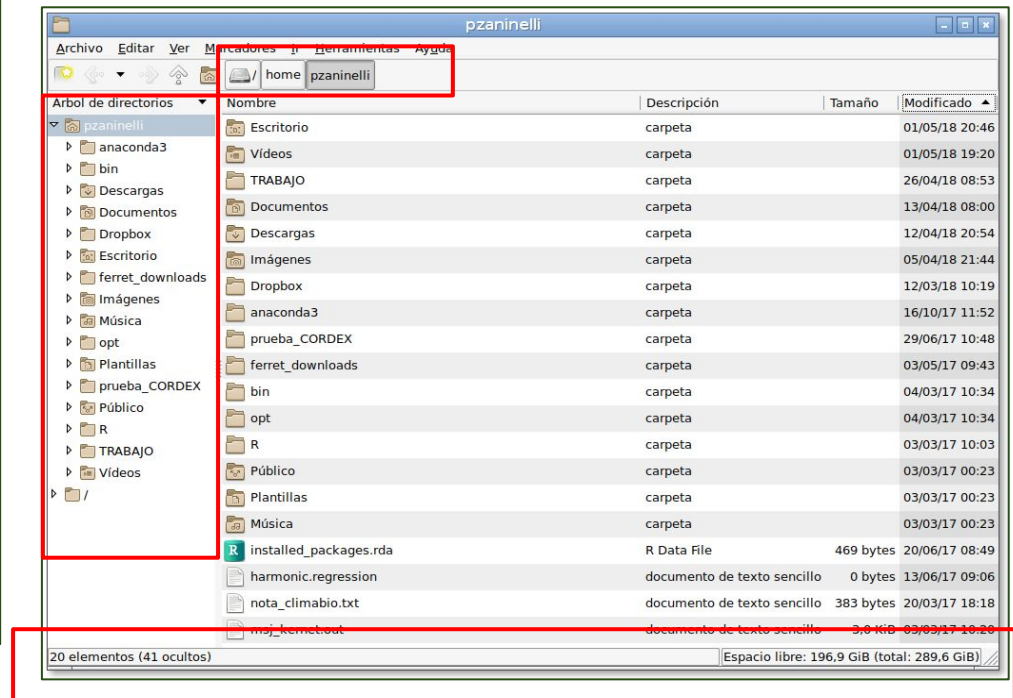 pzaninelli
Archivo Editar Ver Marcadores Ir Herramientas Ayuda
/ home pzaninelli
Árbol de directorios Nombre Descripción Tamaño Modificado
pzaninelli
anaconda3
bin
Descargas
Documentos
Dropbox
Escritorio
ferret_downloads
Imágenes
Música
opt
Plantillas
prueba_CORDEX
Público
R
TRABAJO
Vídeos
/
Escritorio carpeta 01/05/18 20:46
Vídeos carpeta 01/05/18 19:20
TRABAJO carpeta 26/04/18 08:53
Documentos carpeta 13/04/18 08:00
Descargas carpeta 12/04/18 20:54
Imágenes carpeta 05/04/18 21:44
Dropbox carpeta 12/03/18 10:19
anaconda3 carpeta 16/10/17 11:52
prueba_CORDEX carpeta 29/06/17 10:48
ferret_downloads carpeta 03/05/17 09:43
bin carpeta 04/03/17 10:34
opt carpeta 04/03/17 10:34
R carpeta 03/03/17 10:03
Público carpeta 03/03/17 00:23
Plantillas carpeta 03/03/17 00:23
Música carpeta 03/03/17 00:23
R installed_packages.rda R Data File 469 bytes 20/06/17 08:49
harmonic.regression documento de texto sencillo 0 bytes 13/06/17 09:06
nota_climabio.txt documento de texto sencillo 383 bytes 20/03/17 18:18
documento de texto sencillo
20 elementos (41 ocultos) Espacio libre: 196,9 GiB (total: 289,6 GiB)